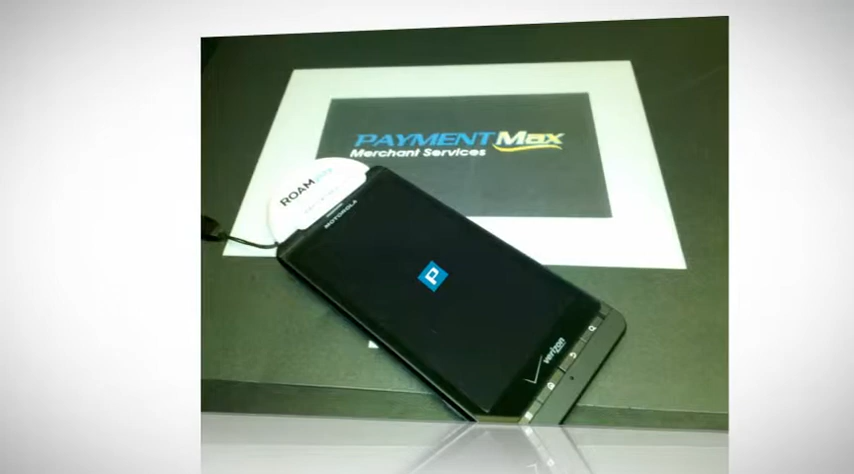 PAYMENTMax
Merchant Services
ROAM
MOTOROLA
P
verizon